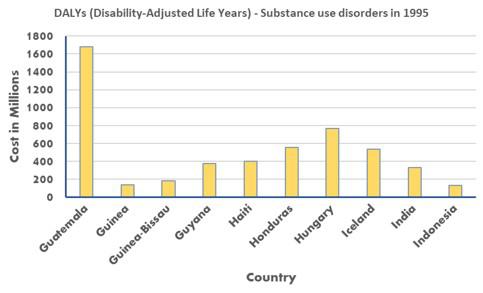 DALYs (Disability-Adjusted Life Years) - Substance use disorders in 1995
Cost in Millions
1800
1600
1400
1200
1000
800
600
400
200
0
Guatemala
Guinea
Guinea-Bissau
Guyana
Haiti
Honduras
Hungary
Iceland
India
Indonesia
Country